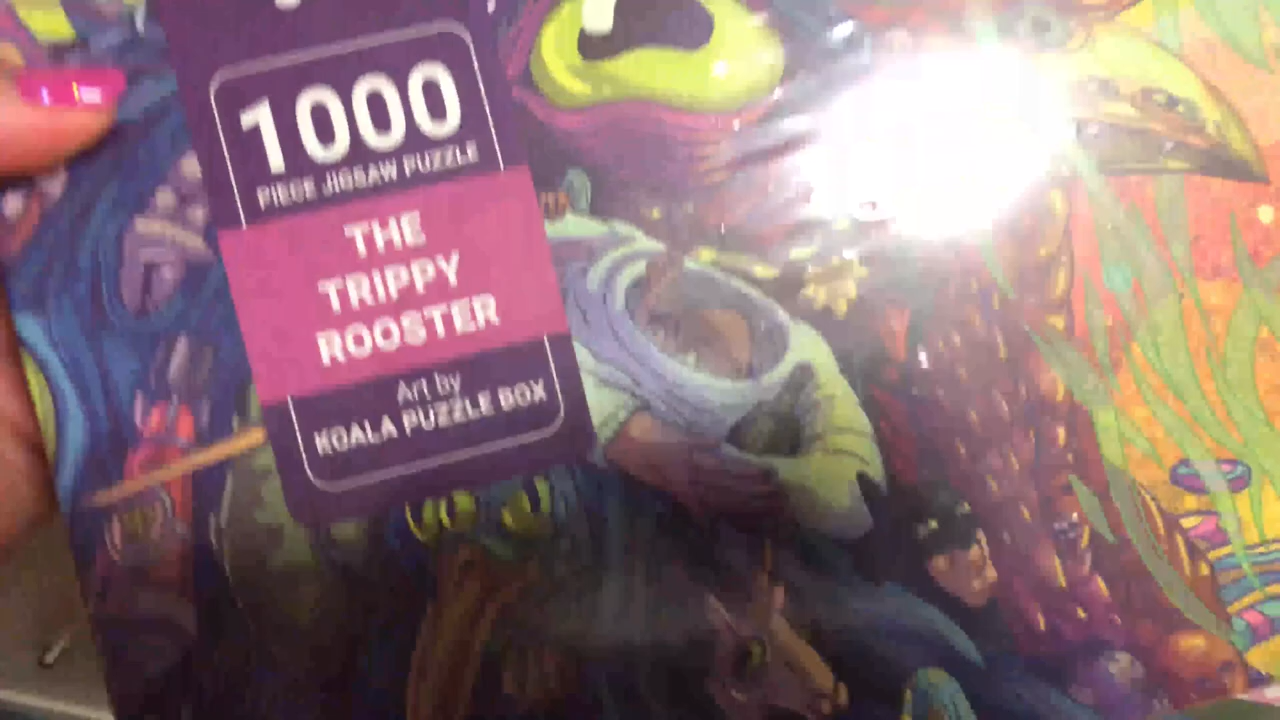 1000
PIECE JIGSAW PUZZLE
THE
TRIPPY
ROOSTER
Art by
KOALA PUZZLE BOX